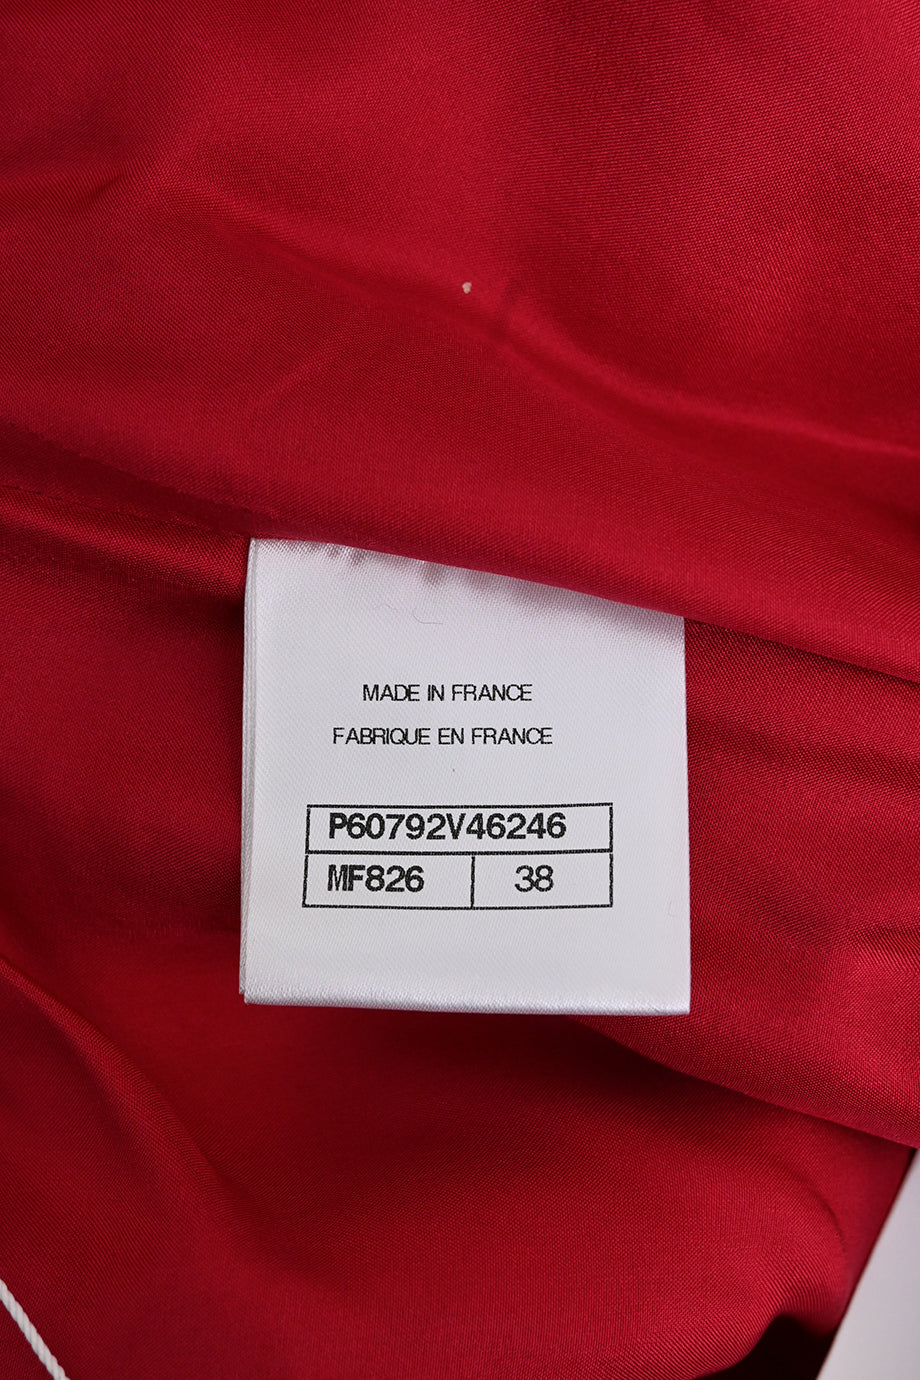 MADE IN FRANCE
FABRIQUE EN FRANCE
P60792V46246
MF826 38